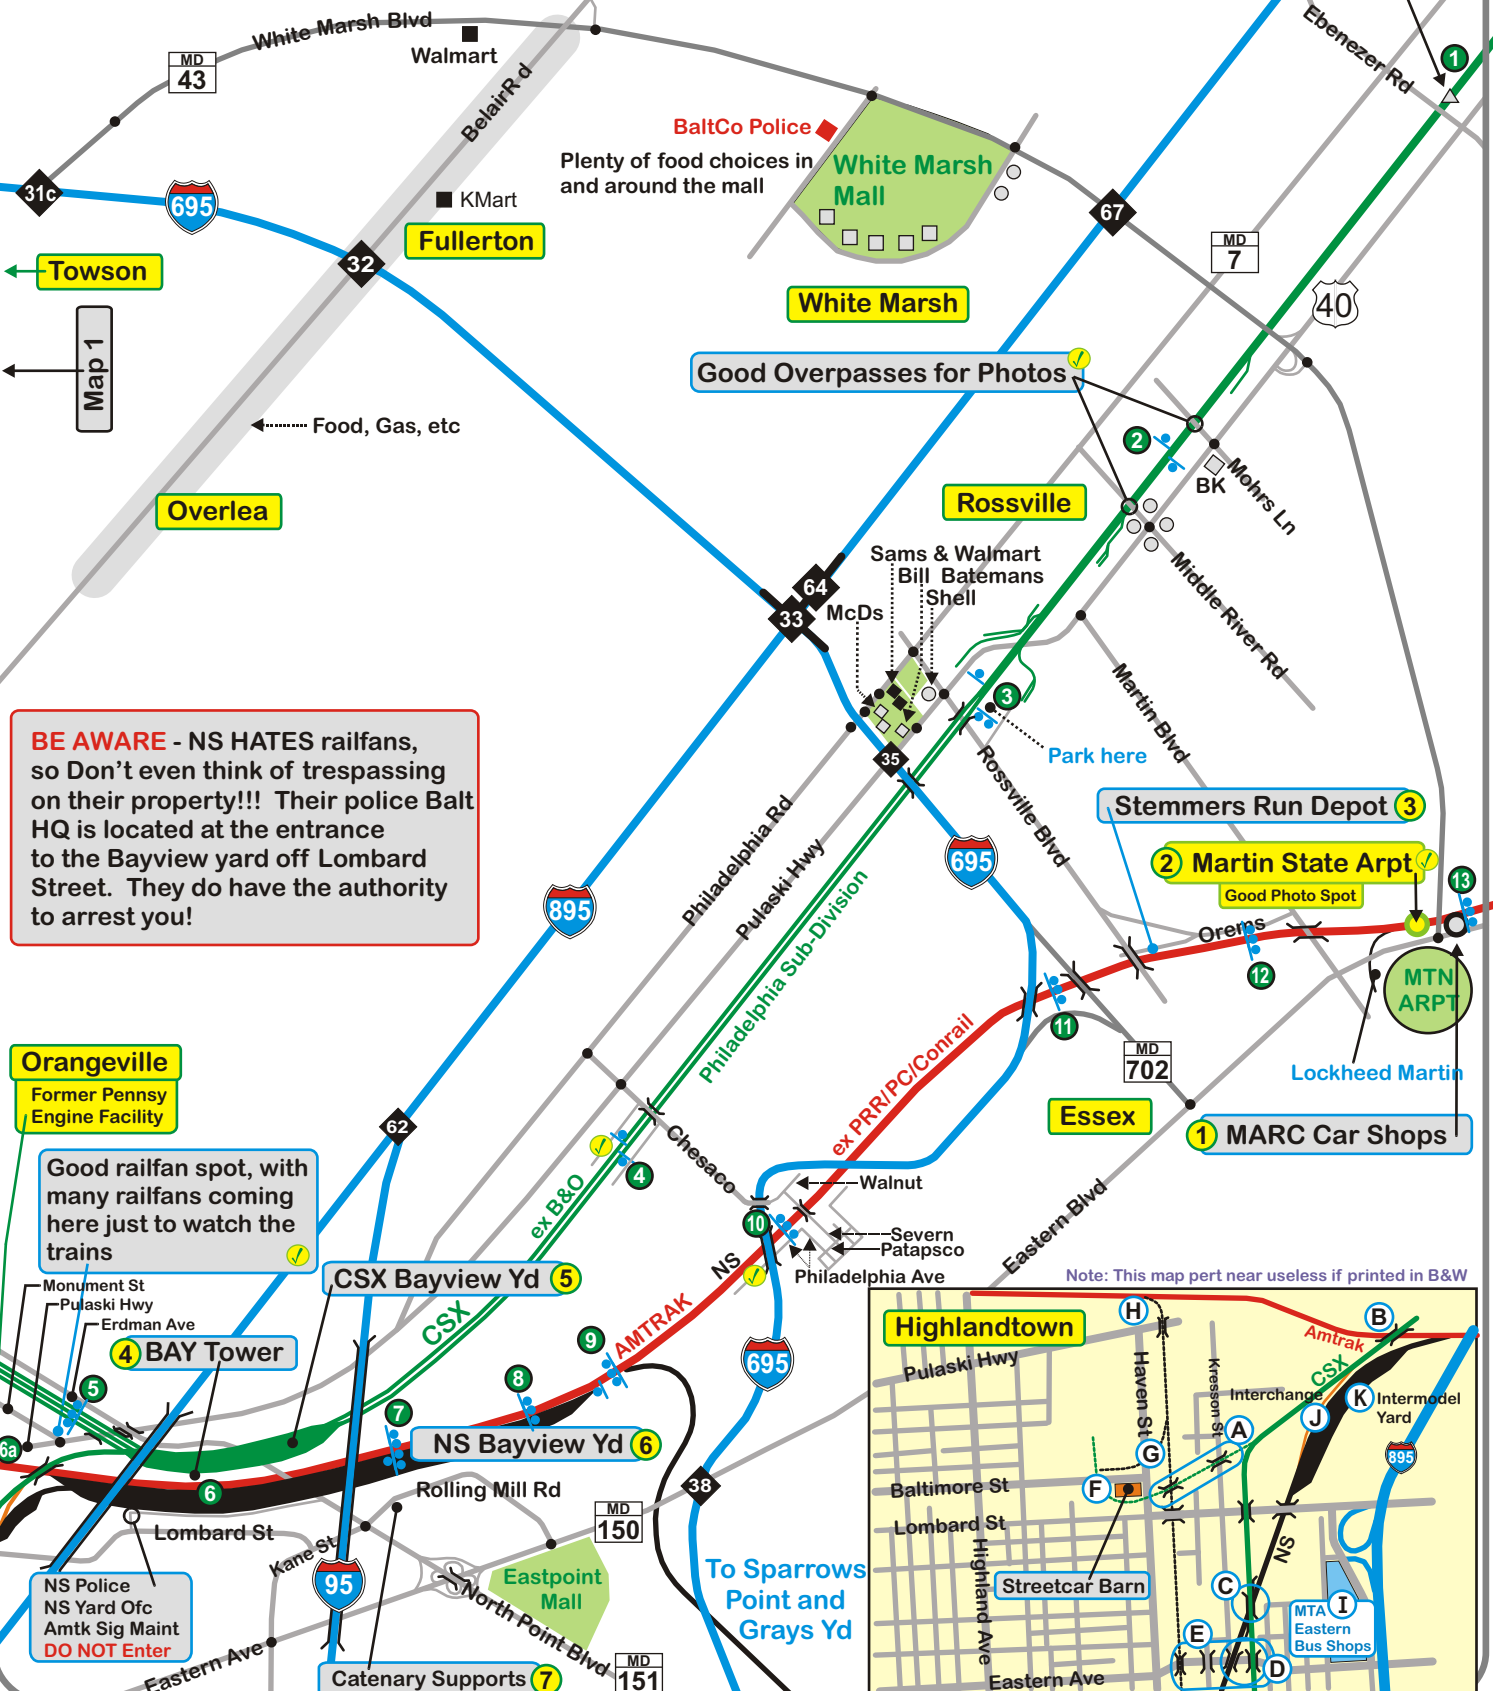 White Marsh Blvd
MD
43
Walmart
Belair Rd
Ebenezer Rd
1
BaltCo Police
Plenty of food choices in
and around the mall
White Marsh
Mall
31c
695
KMart
Fullerton
67
MD
7
Towson
32
40
White Marsh
Map 1
Good Overpasses for Photos
Food, Gas, etc
2
BK
Mohrs Ln
Overlea
Rossville
Sams & Walmart
Bill Batemans
Shell
McDs
64
33
Middle River Rd
Martin Blvd
3
Park here
35
Rossville Blvd
BE AWARE - NS HATES railfans,
so Don't even think of trespassing
on their property!!! Their police Balt
HQ is located at the entrance
to the Bayview yard off Lombard
Street. They do have the authority
to arrest you!
Stemmers Run Depot 3
2 Martin State Arpt
Good Photo Spot
695
895
Philadelphia Rd
Pulaski Hwy
Philadelphia Sub-Division
13
Orems
12
11
MTN
ARPT
Lockheed Martin
MD
702
Essex
1 MARC Car Shops
ex PRR/PC/Conrail
Orangeville
Former Pennsy
Engine Facility
62
Good railfan spot, with
many railfans coming
here just to watch the
trains
Chesaco
4
ex B&O
Walnut
10
Severn
Patapsco
Philadelphia Ave
NS
Eastern Blvd
Monument St
Pulaski Hwy
Erdman Ave
CSX Bayview Yd 5
CSX
AMTRAK
4 BAY Tower
5
9
8
7
6a
6
NS Bayview Yd 6
695
Rolling Mill Rd
38
MD
150
Lombard St
Kane St
95
NS Police
NS Yard Ofc
Amtk Sig Maint
DO NOT Enter
Eastpoint
Mall
North Point Blvd
To Sparrows
Point and
Grays Yd
Eastern Ave
Catenary Supports 7
MD
151
Note: This map pert near useless if printed in B&W
Highlandtown
H
B
Amtrak
Pulaski Hwy
Haven St
Kresson St
CSX
Interchange
K
Intermodel
Yard
J
A
G
895
F
Baltimore St
Lombard St
Highland Ave
Streetcar Barn
NS
C
I
MTA
Eastern
Bus Shops
E
D
Eastern Ave